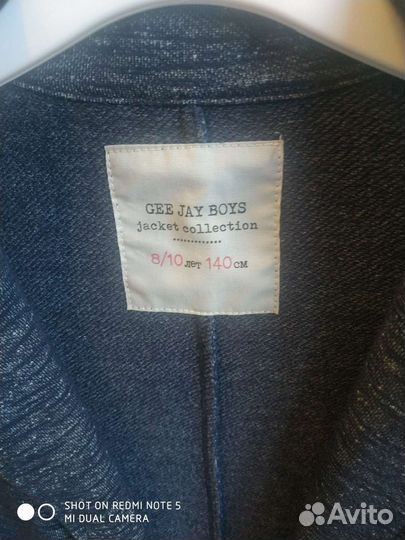 GEE JAY BOYS
jacket collection
8/10 лет 140 см
SHOT ON REDMI NOTE 5
MI DUAL CAMERA
Avito